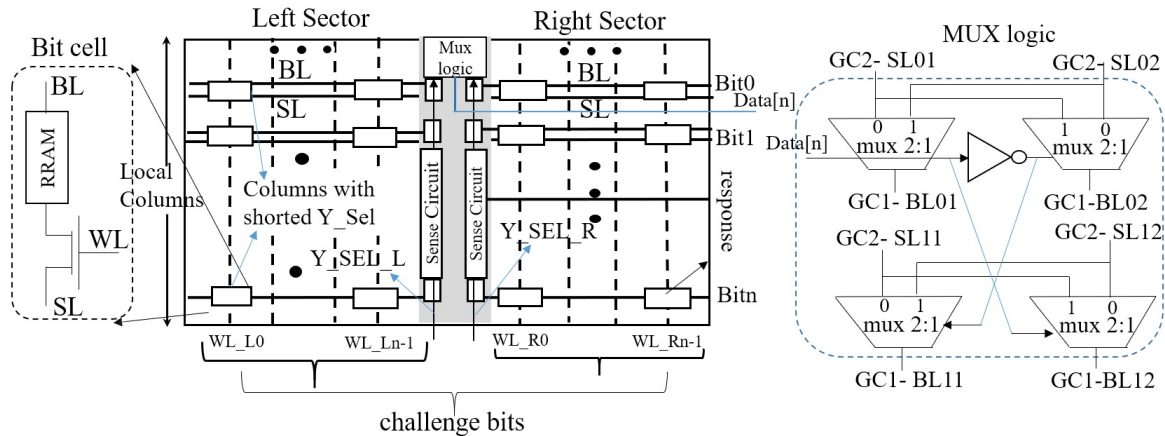 Left Sector
Right Sector
Bit cell
BL
RRAM
WL
SL
Local
Columns
BL
SL
Columns with
shorted Y_Sel
Y_SEL_L
Mux
logic
Sense Circuit
Sense Circuit
Y_SEL_R
BL
SL
Bit0
Data[n]
Bit1
response
Bitn
WL_L0
WL_Ln-1
WL_R0
WL_Rn-1
challenge bits
MUX logic
GC2- SL01
GC2- SL02
0 1
mux 2:1
1 0
mux 2:1
Data[n]
GC1- BL01
GC1-BL02
GC2- SL11
GC2- SL12
0 1
mux 2:1
1 0
mux 2:1
GC1- BL11
GC1-BL12